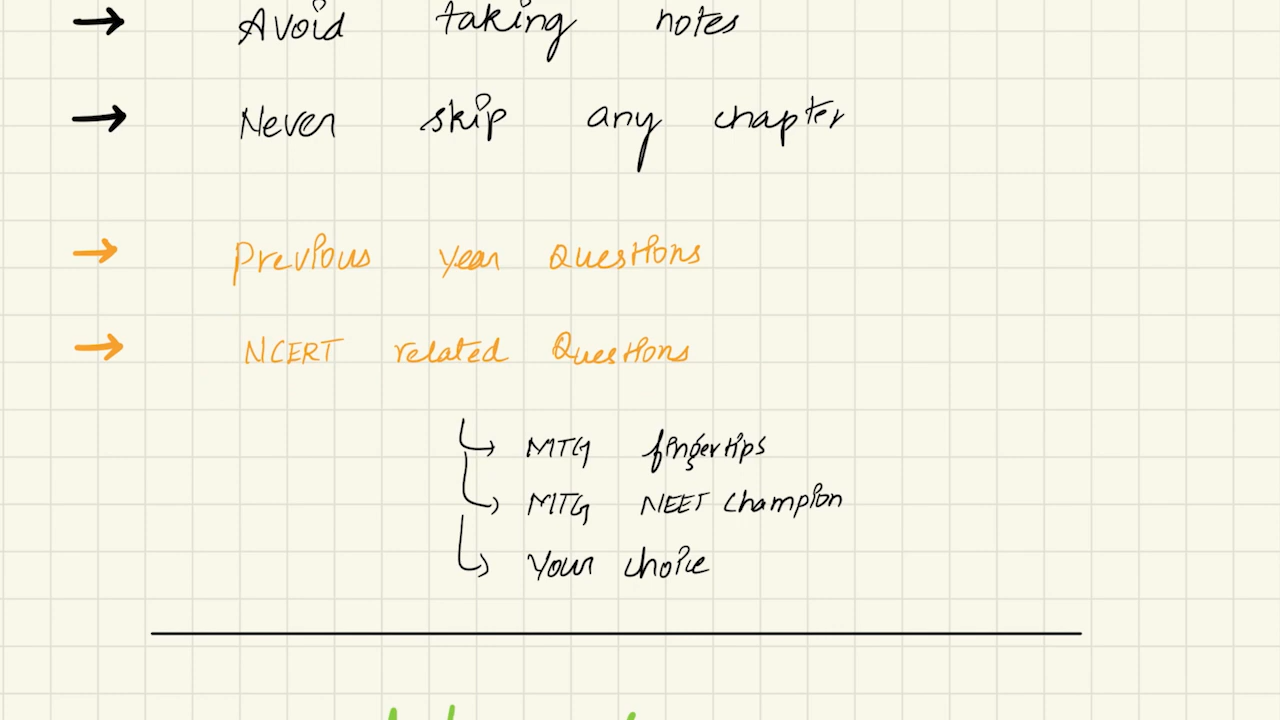 → Avoid taking notes
→ Never skip any chapter
→ Previous year Questions
→ NCERT related Questions
↳ MTG fingertips
↳ MTG NEET Champion
↳ Your choice